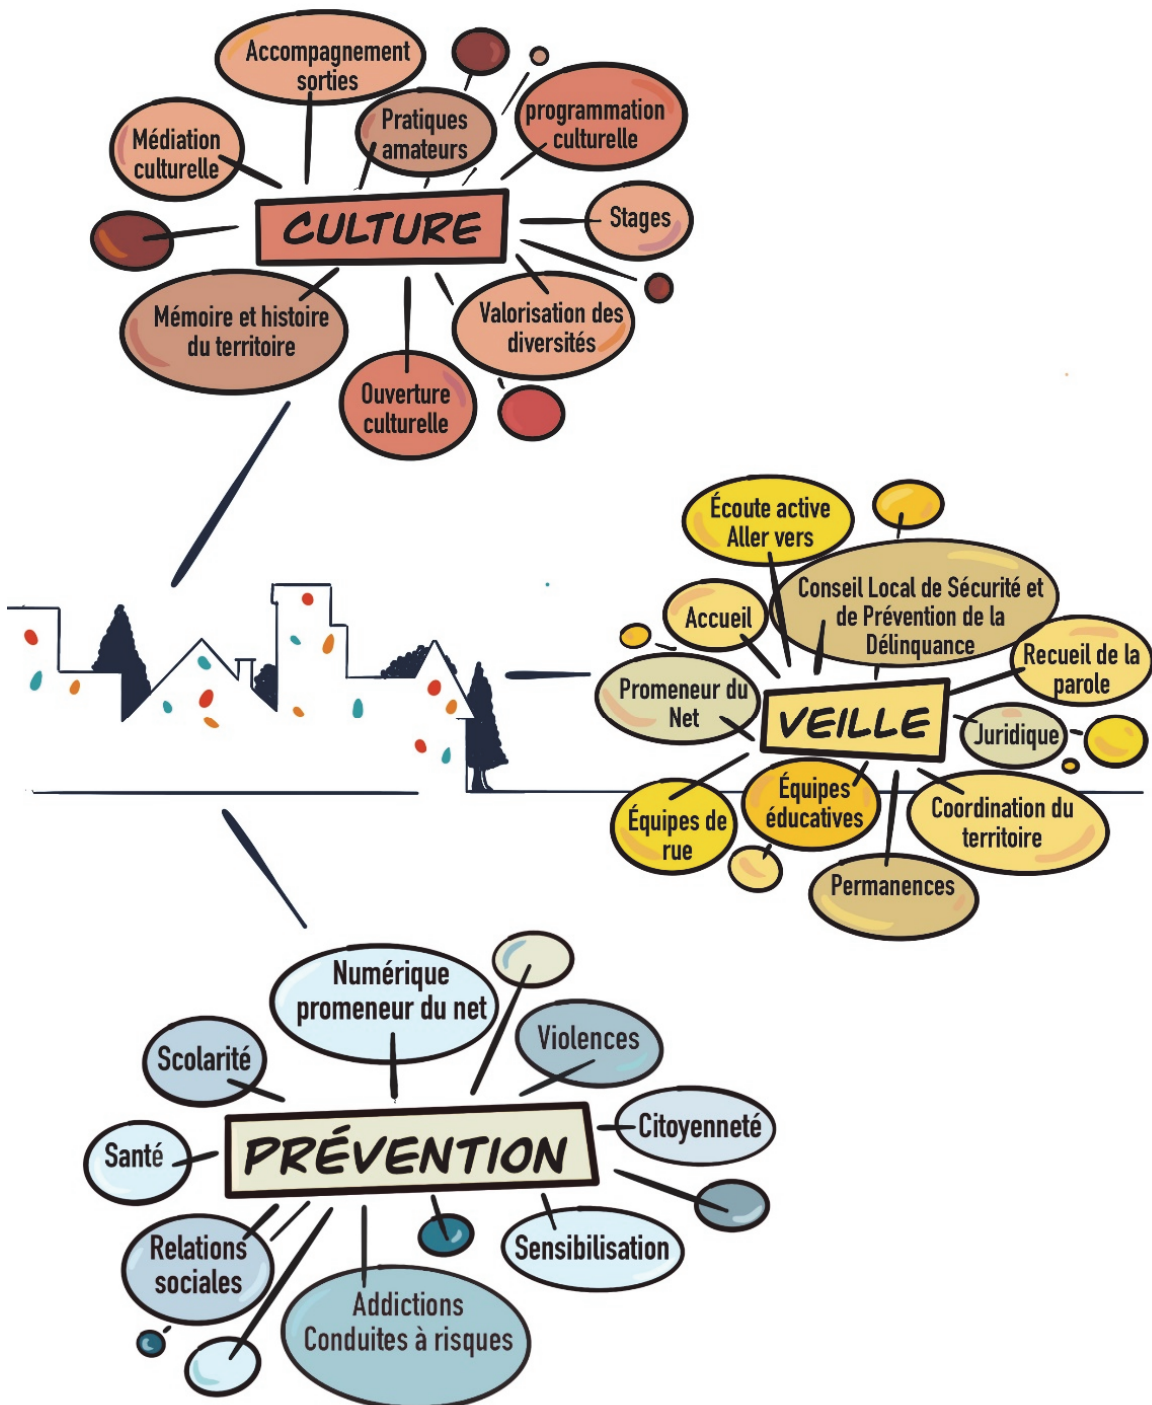 Accompagnement
sorties
Pratiques
amateurs
programmation
culturelle
Médiation
culturelle
CULTURE
Stages
Mémoire et histoire
du territoire
Valorisation des
diversités
Ouverture
culturelle
Écoute active
Aller vers
Conseil Local de Sécurité et
de Prévention de la
Délinquance
Accueil
Recueil de la
parole
Promeneur du
Net
VEILLE
Juridique
Équipes de
rue
Équipes
éducatives
Coordination du
territoire
Permanences
Numérique
promeneur du net
Violences
Scolarité
Citoyenneté
Santé
PRÉVENTION
Relations
sociales
Sensibilisation
Addictions
Conduites à risques